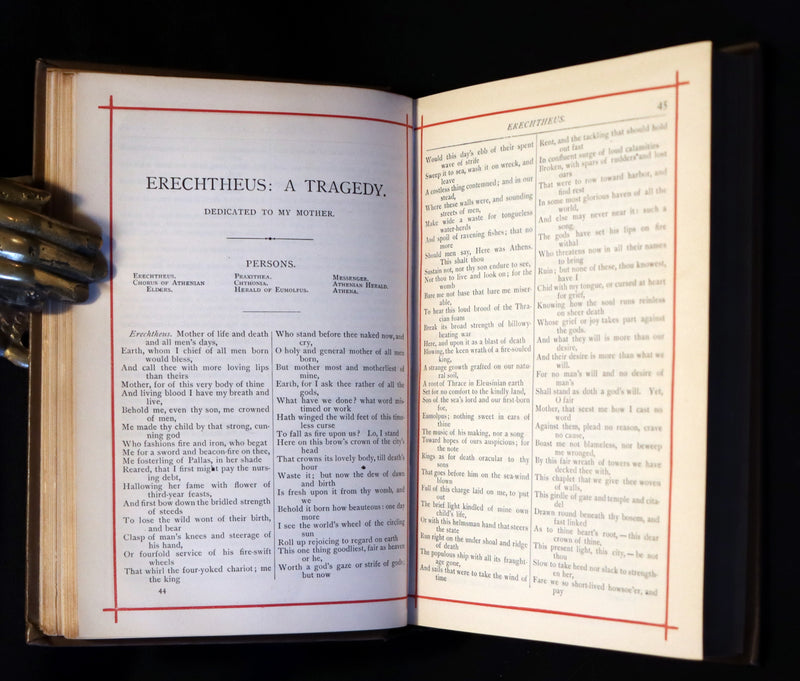 ERECHTHEUS: A TRAGEDY.
DEDICATED TO MY MOTHER.
PERSONS.
ERECHTHEUS.
CHORUS OF ATHENIAN
ELDERS.
PRAXITHEA.
CHTHONIA.
HERALD OF EUMOLPUS.
MESSENGER.
ATHENIAN HERALD.
ATHENA.
Erechtheus. Mother of life and death
and all men's days,
Earth, whom I chief of all men born
would bless,
And call thee with more loving lips
than theirs
Mother, for of this very body of thine
And living blood I have my breath and
live,
Behold me, even thy son, me crowned
of men,
Me made thy child by that strong, cun-
ning god
Who fashions fire and iron, who begat
Me for a sword and beacon-fire on thee,
Me fosterling of Pallas, in her shade
Reared, that I first might pay the nurs-
ing debt,
Hallowing her fame with flower of
third-year feasts,
And first bow down the bridled strength
of steeds
To lose the wild wont of their birth,
and bear
Clasp of man's knees and steerage of
his hand,
Or fourfold service of his fire-swift
wheels
That whirl the four-yoked chariot; me
the king
44
Who stand before thee naked now, and
cry,
O holy and general mother of all men
born,
But mother most and motherliest of
mine,
Earth, for I ask thee rather of all the
gods,
What have we done? what word mis-
timed or work
Hath winged the wild feet of this time-
less curse
To fall as fire upon us? Lo, I stand
Here on this brow's crown of the city's
head
That crowns its lovely body, till death's
hour
Waste it; but now the dew of dawn
and birth
Is fresh upon it from thy womb, and
we
Behold it born how beauteous: one day
more
I see the world's wheel of the circling
sun
Roll up rejoicing to regard on earth
This one thing goodliest, fair as heaven
or he,
Worth a god's gaze or strife of gods;
but now
ERECHTHEUS.
45
Would this day's ebb of their spent
wave of strife
Sweep it to sea, wash it on wreck, and
leave
A costless thing contemned; and in our
stead,
Where these walls were, and sounding
streets of men,
Make wide a waste for tongueless
water-herds
And spoil of ravening fishes; that no
more
Should men say, Here was Athens.
This shalt thou
Sustain not, nor thy son endure to see,
Nor thou to live and look on; for the
womb
Bare me not base that bare me miser-
able,
To hear this loud brood of the Thra-
cian foam
Break its broad strength of billowy-
beating war
Here, and upon it as a blast of death
Blowing, the keen wrath of a fire-souled
king,
A strange growth grafted on our natu-
ral soil,
A root of Thrace in Eleusinian earth
Set for no comfort to the kindly land,
Son of the sea's lord and our first-born
foe,
Eumolpus; nothing sweet in ears of
thine
The music of his making, nor a song
Toward hopes of ours auspicious; for
the note
Rings as for death oracular to thy
sons
That goes before him on the sea-wind
blown
Full of this charge laid on me, to put
out
The brief light kindled of mine own
child's life,
Or with this helmsman hand that steers
the state
Run right on the under shoal and ridge
of death
The populous ship with all its fraught-
age gone,
And sails that were to take the wind of
time
Rent, and the tackling that should hold
out fast
In confluent surge of loud calamities
Broken, with spars of rudders and lost
oars
That were to row toward harbor, and
find rest
In some most glorious haven of all the
world,
And else may never near it: such a
song
The gods have set his lips on fire
withal
Who threatens now in all their names
to bring
Ruin; but none of these, thou knowest,
have I
Chid with my tongue, or cursed at heart
for grief,
Knowing how the soul runs reinless
on sheer death
Whose grief or joy takes part against
the gods.
And what they will is more than our
desire,
And their desire is more than what we
will.
For no man's will and no desire of
man's
Shall stand as doth a god's will. Yet,
O fair
Mother, that seest me how I cast no
word
Against them, plead no reason, crave
no cause,
Boast me not blameless, nor beweep
me wronged,
By this fair wreath of towers we have
decked thee with,
This chaplet that we give thee woven
of walls,
This girdle of gate and temple and cita-
del
Drawn round beneath thy bosom, and
fast linked
As to thine heart's root,—this dear
crown of thine,
This present light, this city,—be not
thou
Slow to take heed nor slack to strength-
en her,
Fare we so short-lived howsoe'er, and
pay